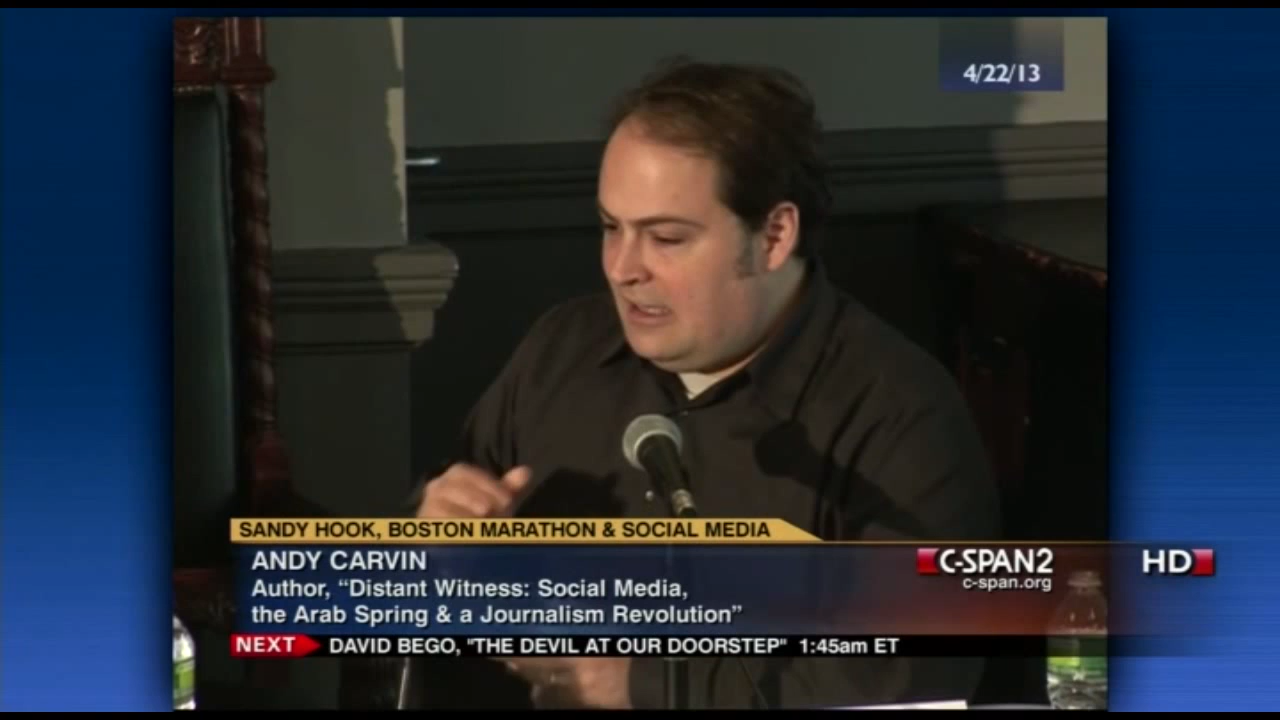 4/22/13
SANDY HOOK, BOSTON MARATHON & SOCIAL MEDIA
ANDY CARVIN
Author, “Distant Witness: Social Media,
the Arab Spring & a Journalism Revolution”
C-SPAN2
c-span.org
HD
NEXT DAVID BEGO, "THE DEVIL AT OUR DOORSTEP" 1:45am ET